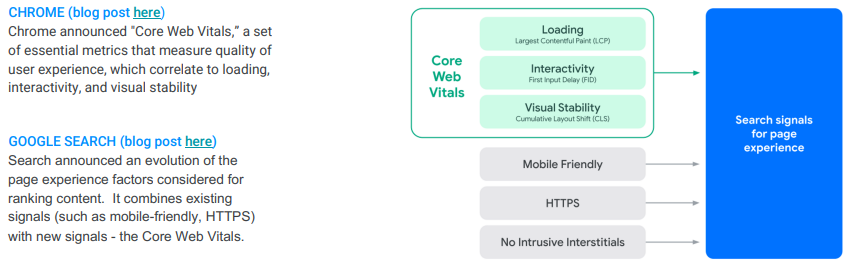 CHROME (blog post here)
Chrome announced "Core Web Vitals," a set
of essential metrics that measure quality of
user experience, which correlate to loading,
interactivity, and visual stability
GOOGLE SEARCH (blog post here)
Search announced an evolution of the
page experience factors considered for
ranking content. It combines existing
signals (such as mobile-friendly, HTTPS)
with new signals - the Core Web Vitals.
Core
Web
Vitals
Loading
Largest Contentful Paint (LCP)
Interactivity
First Input Delay (FID)
Visual Stability
Cumulative Layout Shift (CLS)
Mobile Friendly
HTTPS
No Intrusive Interstitials
Search signals
for page
experience